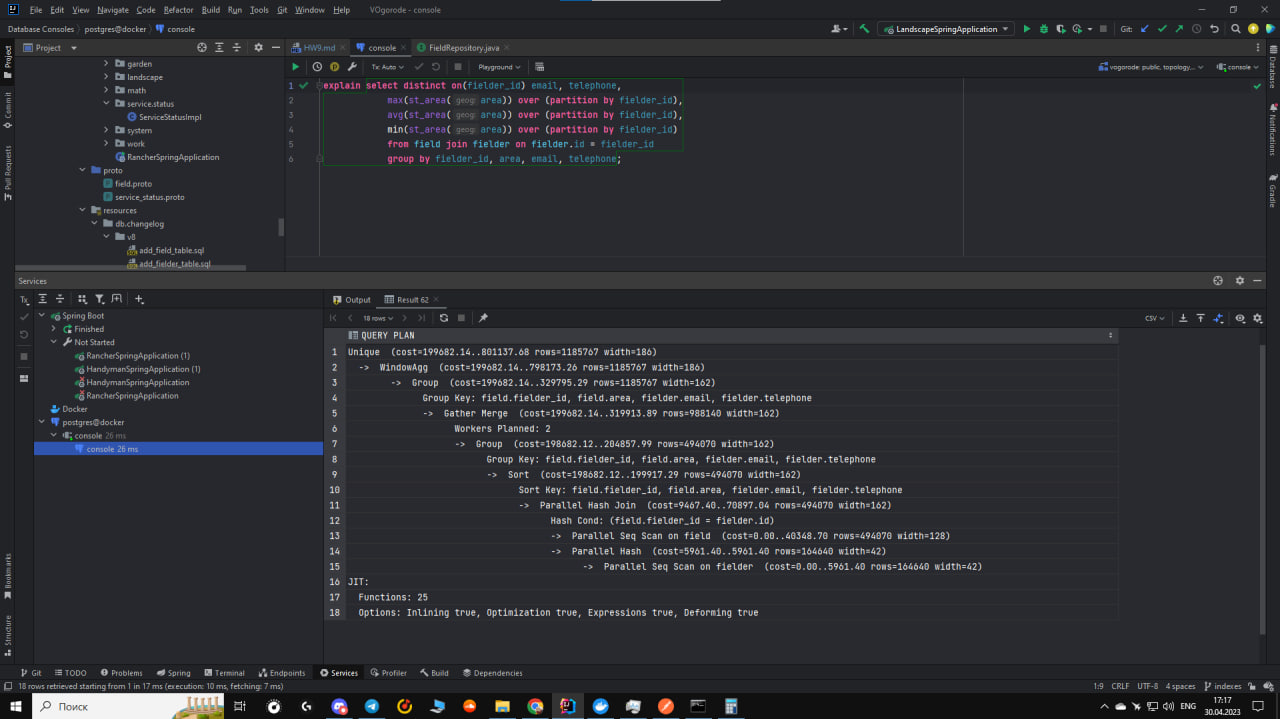 File Edit View Navigate Code Refactor Build Run Tools Git Window Help VOgorode - console
Database Consoles postgres@docker console
LandscapeSpringApplication
Git:
Project
HW9.md
console
FieldRepository.java
Tx: Auto
Playground
vogorode: public, topology...
console
garden
landscape
math
service.status
ServiceStatusImpl
system
work
RancherSpringApplication
proto
field.proto
service_status.proto
resources
db.changelog
v8
add_field_table.sql
add_fielder_table.sql
1 explain select distinct on(fielder_id) email, telephone,
2 max(st_area( geog: area)) over (partition by fielder_id),
3 avg(st_area( geog: area)) over (partition by fielder_id),
4 min(st_area( geog: area)) over (partition by fielder_id)
5 from field join fielder on fielder.id = fielder_id
6 group by fielder_id, area, email, telephone;
Project
Commit
Pull Requests
Bookmarks
Structure
Database
Notifications
Gradle
Services
Tx
Spring Boot
Finished
Not Started
RancherSpringApplication (1)
HandymanSpringApplication (1)
HandymanSpringApplication
RancherSpringApplication
Docker
postgres@docker
console 26 ms
console 26 ms
Output
Result 62
18 rows
CSV
QUERY PLAN
1 Unique (cost=199682.14..801137.68 rows=1185767 width=186)
2 -> WindowAgg (cost=199682.14..798173.26 rows=1185767 width=186)
3 -> Group (cost=199682.14..329795.29 rows=1185767 width=162)
4 Group Key: field.fielder_id, field.area, fielder.email, fielder.telephone
5 -> Gather Merge (cost=199682.14..319913.89 rows=988140 width=162)
6 Workers Planned: 2
7 -> Group (cost=198682.12..204857.99 rows=494070 width=162)
8 Group Key: field.fielder_id, field.area, fielder.email, fielder.telephone
9 -> Sort (cost=198682.12..199917.29 rows=494070 width=162)
10 Sort Key: field.fielder_id, field.area, fielder.email, fielder.telephone
11 -> Parallel Hash Join (cost=9467.40..70897.04 rows=494070 width=162)
12 Hash Cond: (field.fielder_id = fielder.id)
13 -> Parallel Seq Scan on field (cost=0.00..40348.70 rows=494070 width=128)
14 -> Parallel Hash (cost=5961.40..5961.40 rows=164640 width=42)
15 -> Parallel Seq Scan on fielder (cost=0.00..5961.40 rows=164640 width=42)
16 JIT:
17 Functions: 25
18 Options: Inlining true, Optimization true, Expressions true, Deforming true
Git TODO Problems Spring Terminal Endpoints Services Profiler Build Dependencies
18 rows retrieved starting from 1 in 17 ms (execution: 10 ms, fetching: 7 ms)
1:9 CRLF UTF-8 4 spaces indexes
Поиск
ENG
17:17
30.04.2023